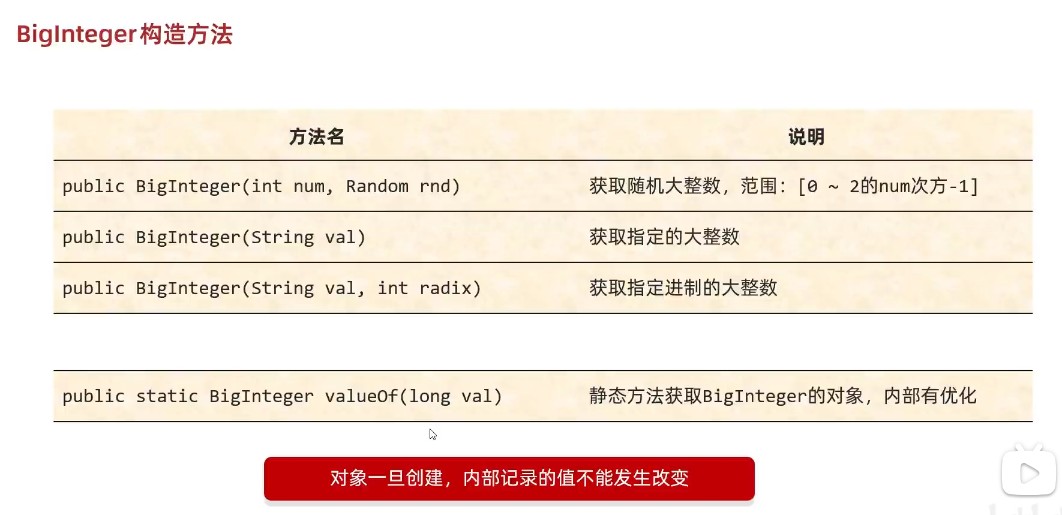 BigInteger构造方法
方法名 说明
public BigInteger(int num, Random rnd) 获取随机大整数，范围：[0 ~ 2的num次方-1]
public BigInteger(String val) 获取指定的大整数
public BigInteger(String val, int radix) 获取指定进制的大整数
public static BigInteger valueOf(long val) 静态方法获取BigInteger的对象，内部有优化
对象一旦创建，内部记录的值不能发生改变